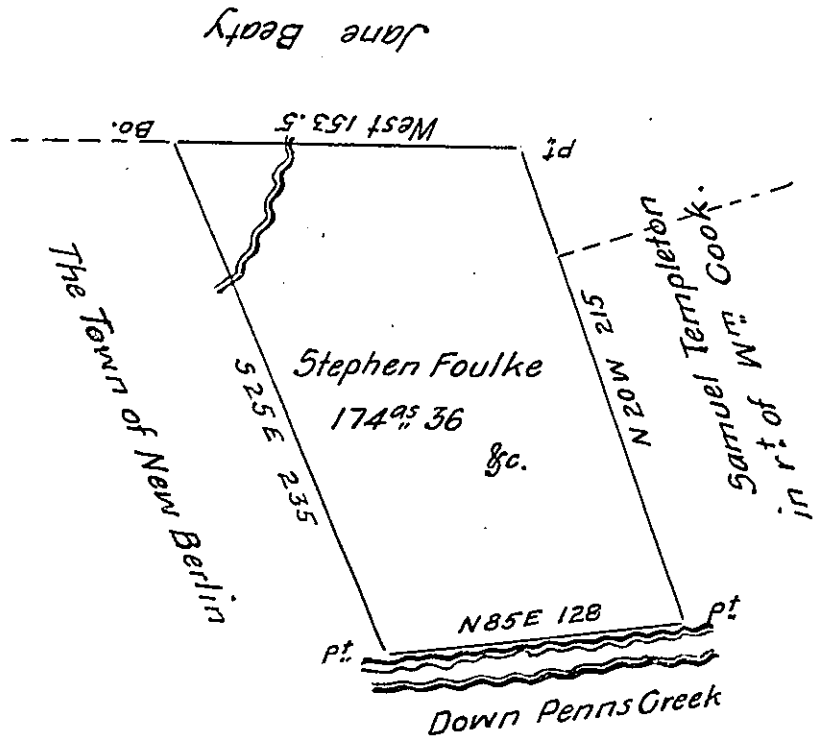 Jane Beaty
Bo.
West 153.5
pt
The Town of New Berlin
S 25 E 235
Stephen Foulke
174as 36
&c.
N 20 W 215
Samuel Templeton
in rt of Wm Cook.
N 85 E 128
Pt
Pt
Down Penns Creek